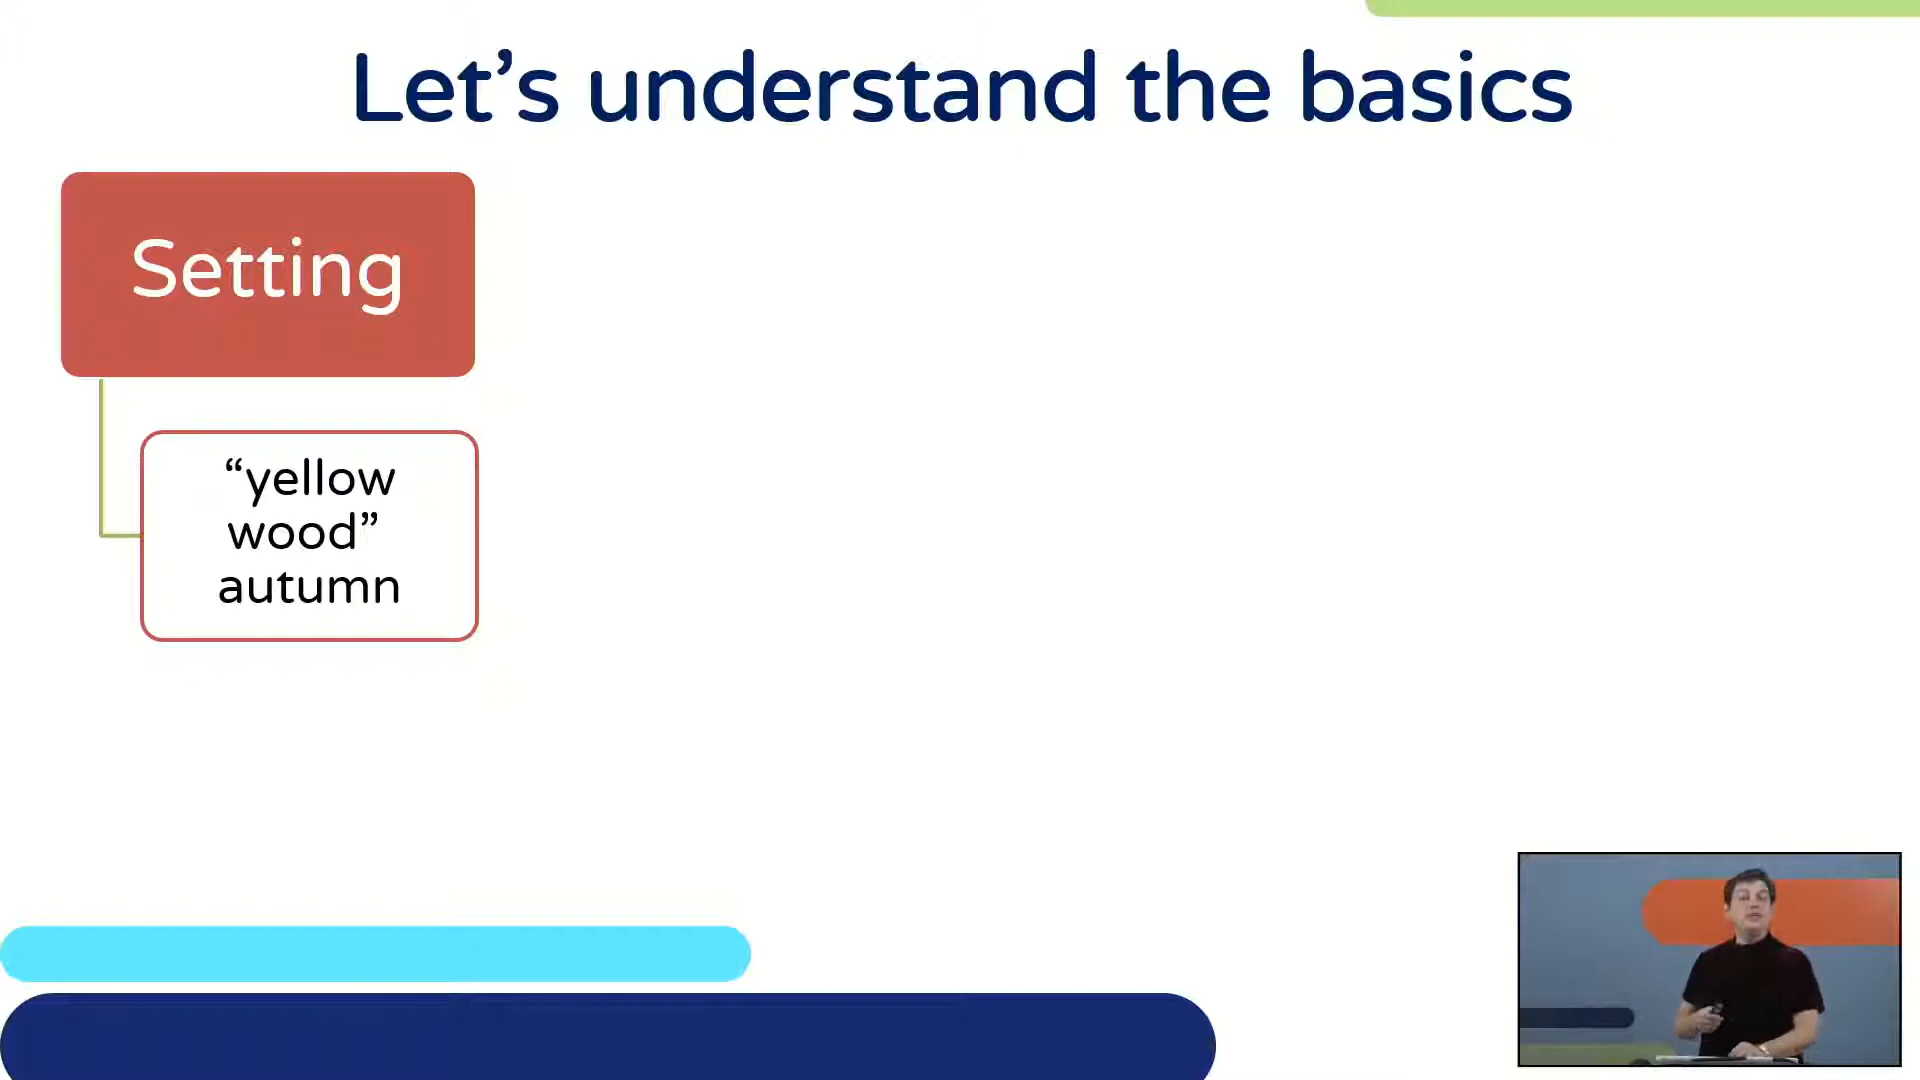 Let’s understand the basics
Setting
“yellow
wood”
autumn